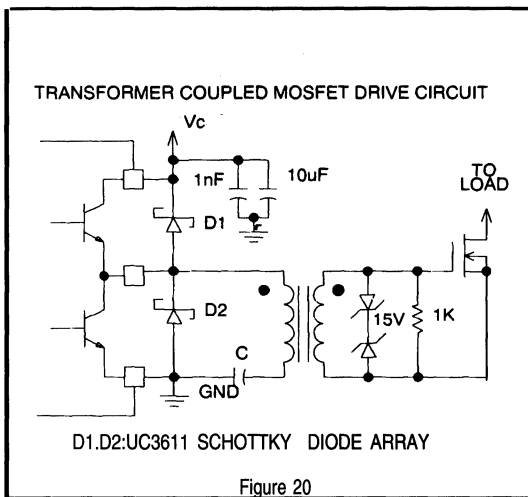 TRANSFORMER COUPLED MOSFET DRIVE CIRCUIT
Vc
TO
LOAD
1nF
10uF
D1
D2
15V
1K
C
GND
D1.D2:UC3611 SCHOTTKY DIODE ARRAY
Figure 20